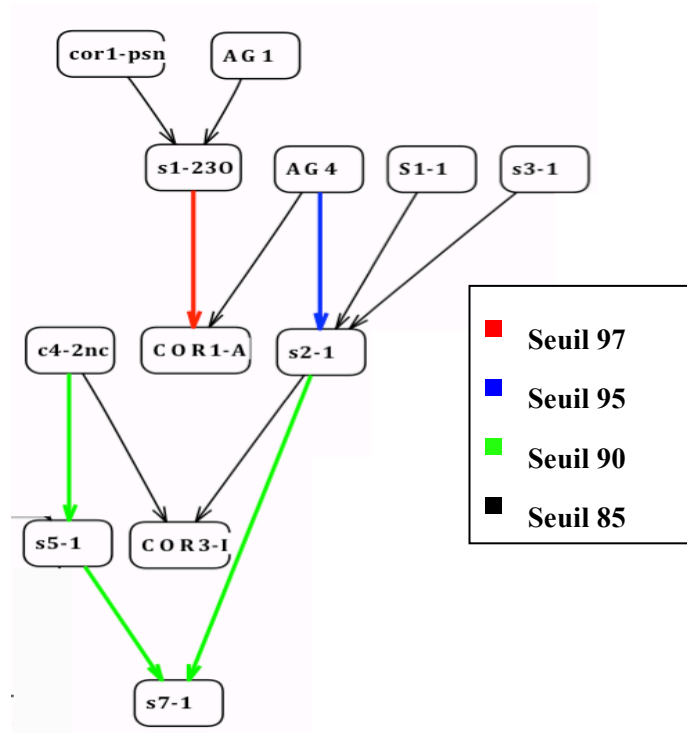 cor1-psn
AG1
s1-23O
AG4
S1-1
s3-1
c4-2nc
COR1-A
s2-1
Seuil 97
Seuil 95
Seuil 90
Seuil 85
s5-1
COR3-I
s7-1